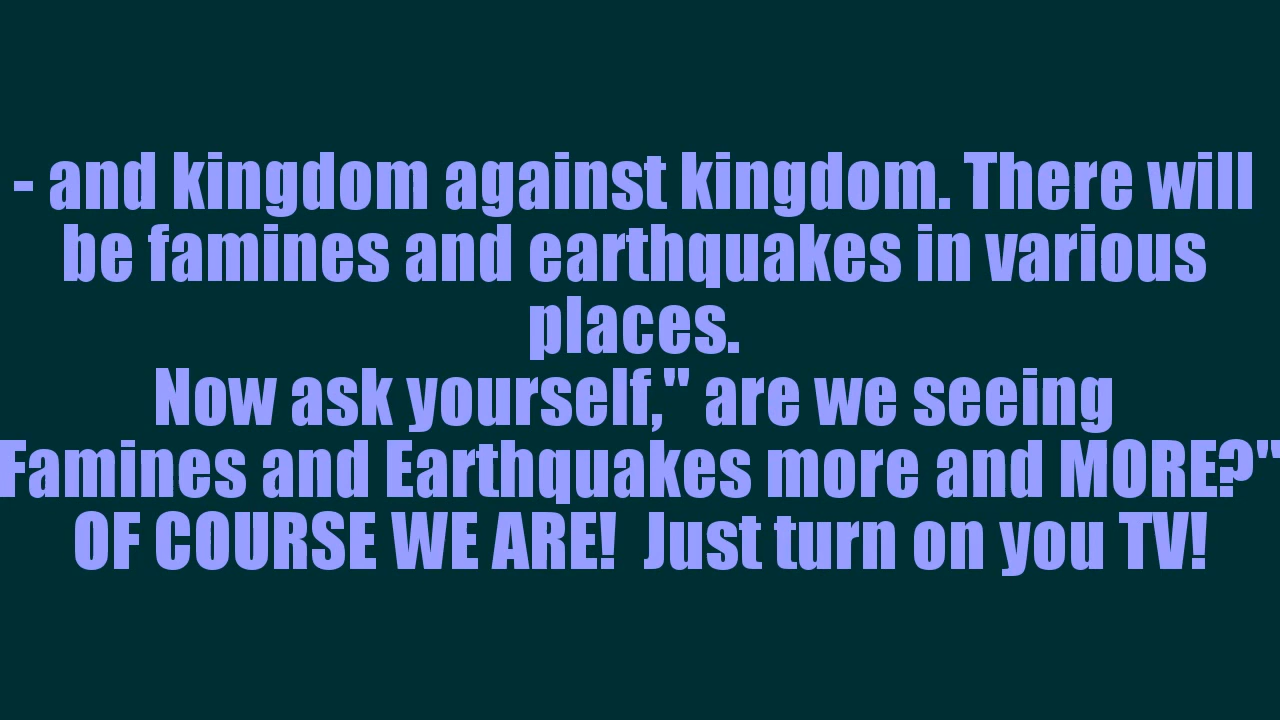 - and kingdom against kingdom. There will
be famines and earthquakes in various
places.
Now ask yourself," are we seeing
Famines and Earthquakes more and MORE?"
OF COURSE WE ARE!  Just turn on you TV!